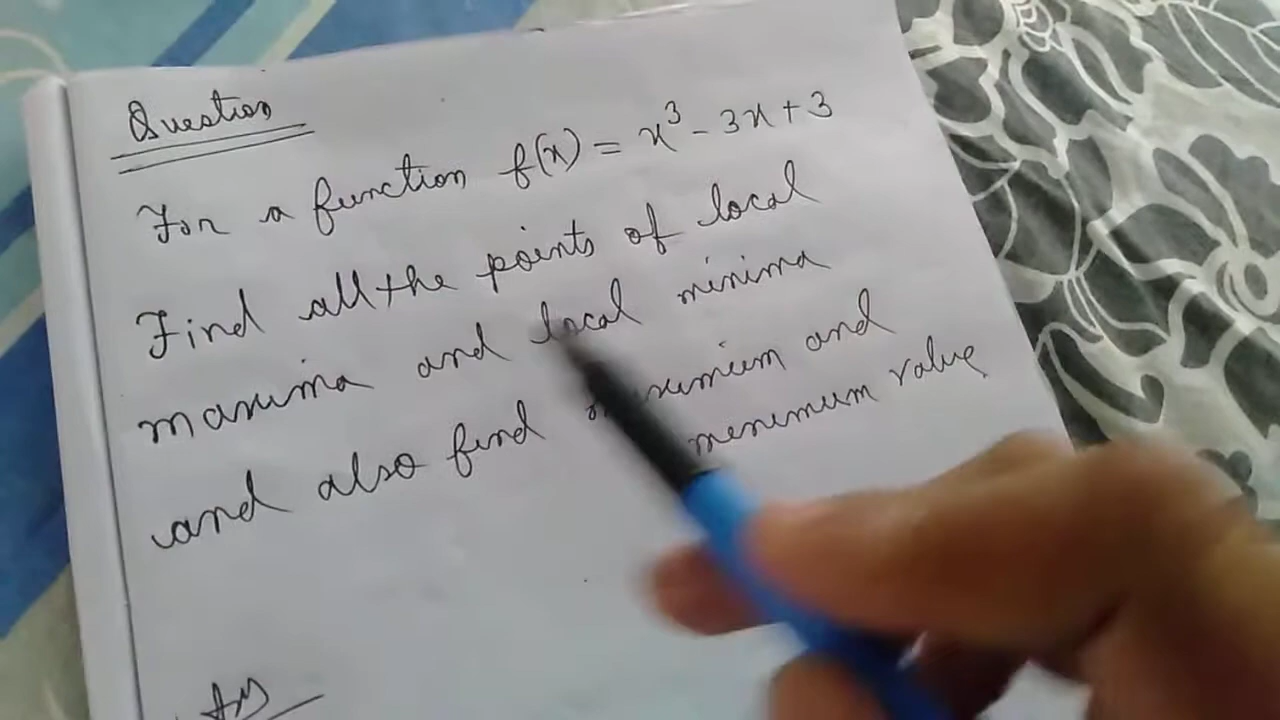 Question
For a function f(x) = x³ - 3x + 3
Find all the points of local
maxima and local minima
and also find maximum and
menemum value
Ans